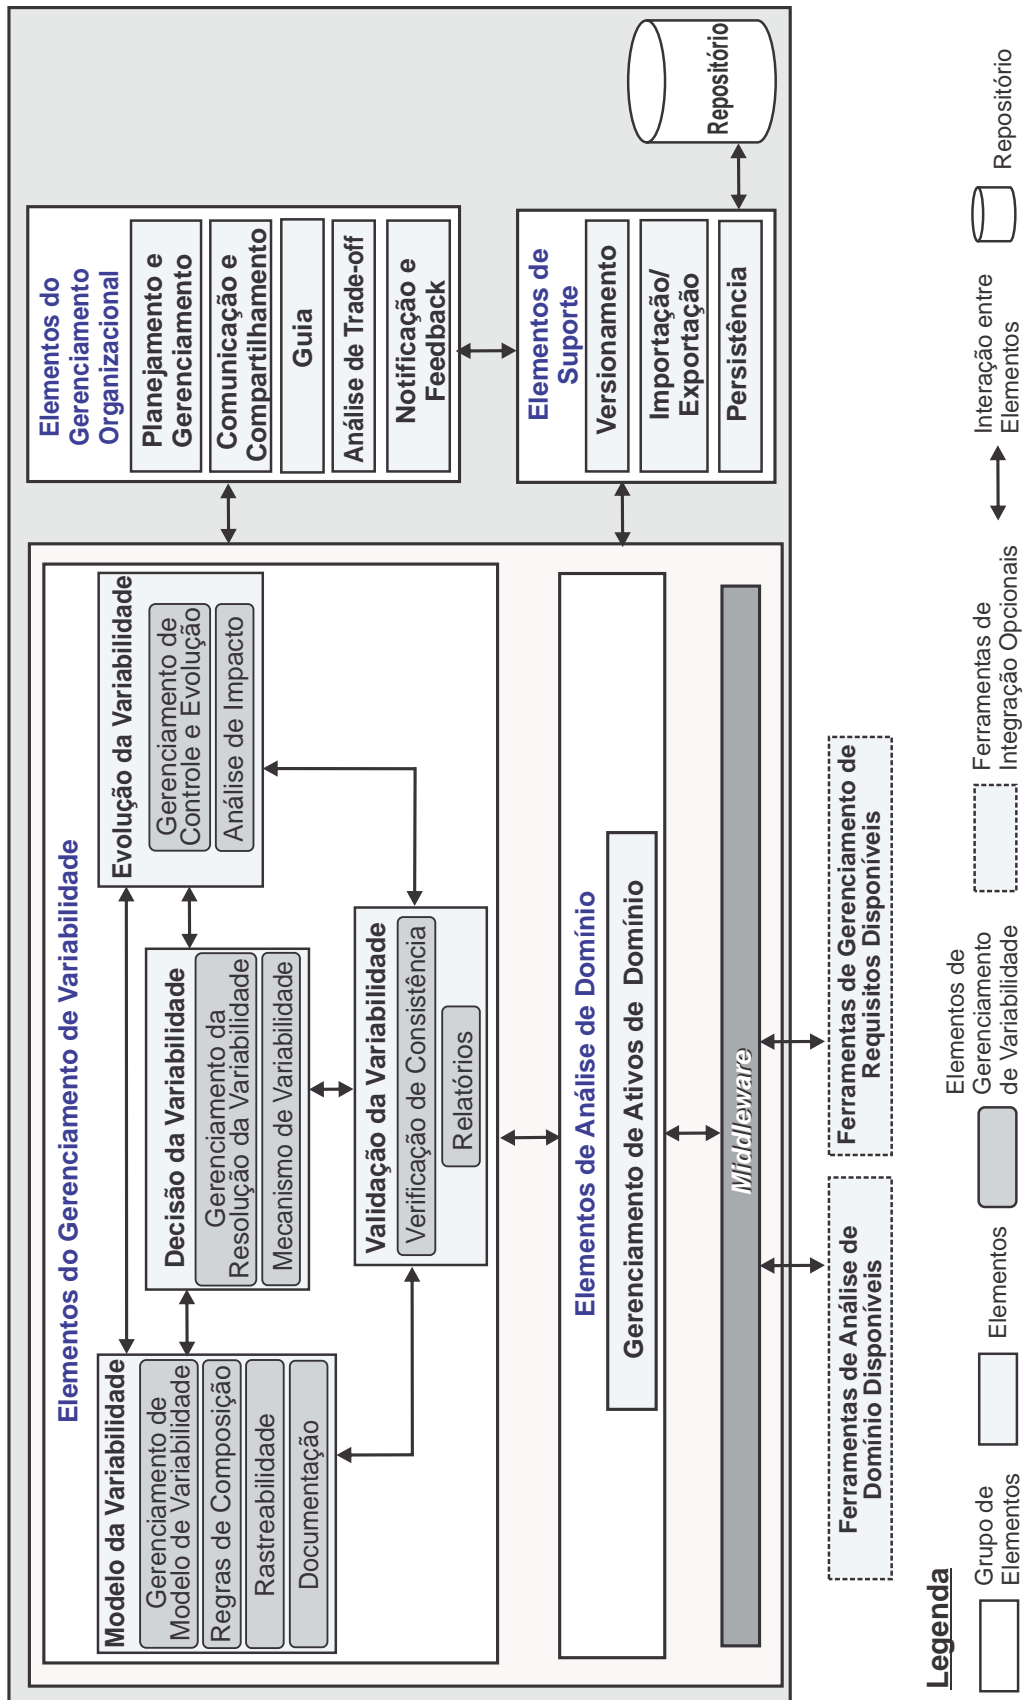 Elementos do Gerenciamento de Variabilidade
Modelo da Variabilidade
Gerenciamento de
Modelo de Variabilidade
Regras de Composição
Rastreabilidade
Documentação
Decisão da Variabilidade
Gerenciamento da
Resolução da Variabilidade
Mecanismo de Variabilidade
Evolução da Variabilidade
Gerenciamento de
Controle e Evolução
Análise de Impacto
Validação da Variabilidade
Verificação de Consistência
Relatórios
Elementos de Análise de Domínio
Gerenciamento de Ativos de Domínio
Middleware
Elementos do
Gerenciamento
Organizacional
Planejamento e
Gerenciamento
Comunicação e
Compartilhamento
Guia
Análise de Trade-off
Notificação e
Feedback
Elementos de
Suporte
Versionamento
Importação/
Exportação
Persistência
Repositório
Ferramentas de Análise de
Domínio Disponíveis
Ferramentas de Gerenciamento de
Requisitos Disponíveis
Legenda
Grupo de
Elementos
Elementos
Elementos de
Gerenciamento
de Variabilidade
Ferramentas de
Integração Opcionais
Interação entre
Elementos
Repositório